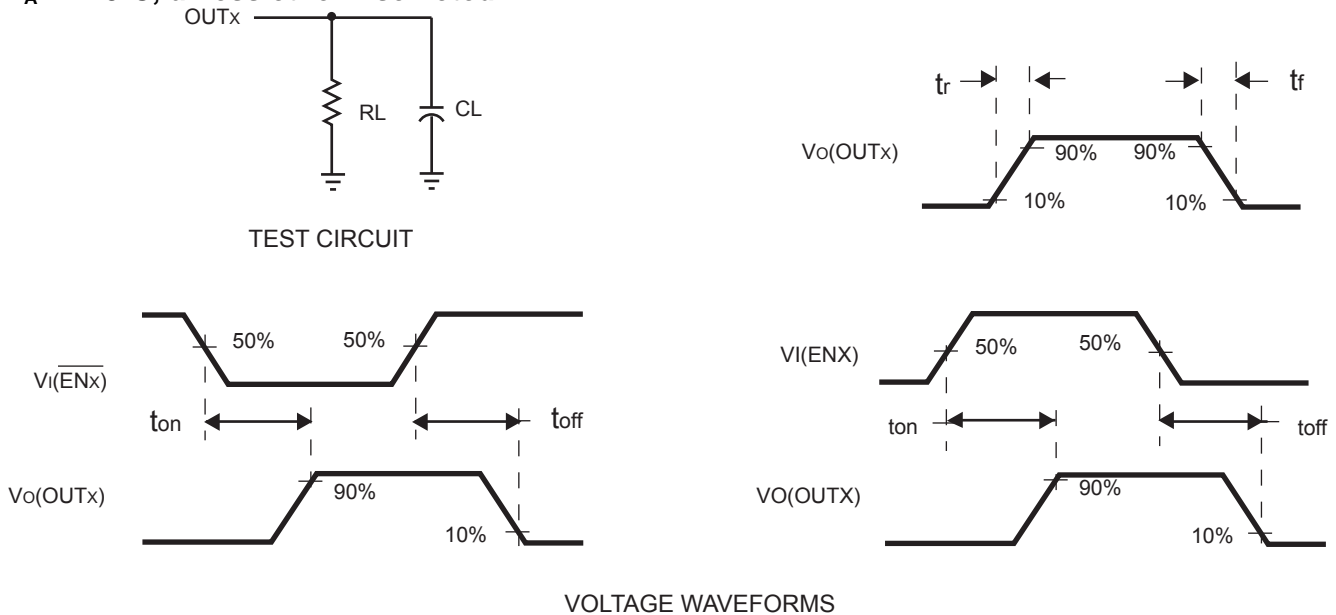 OUTx
RL
CL
TEST CIRCUIT
tr
tf
VO(OUTx)
90%
90%
10%
10%
VI(ENx)
50%
50%
ton
toff
VO(OUTx)
90%
10%
VI(ENX)
50%
50%
ton
toff
VO(OUTX)
90%
10%
VOLTAGE WAVEFORMS